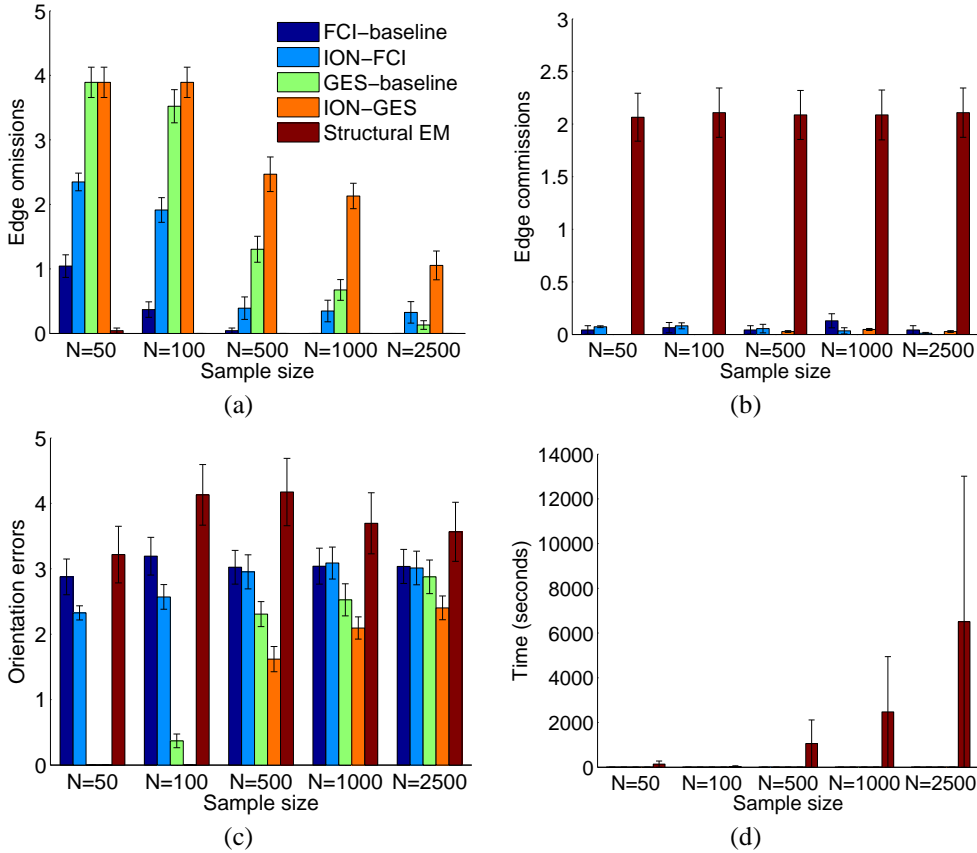 5
4
3
2
1
0
Edge omissions
FCI−baseline
ION−FCI
GES−baseline
ION−GES
Structural EM
N=50 N=100 N=500 N=1000 N=2500
Sample size
(a)
3
2.5
2
1.5
1
0.5
0
Edge commissions
N=50 N=100 N=500 N=1000 N=2500
Sample size
(b)
5
4
3
2
1
0
Orientation errors
N=50 N=100 N=500 N=1000 N=2500
Sample size
(c)
14000
12000
10000
8000
6000
4000
2000
0
Time (seconds)
N=50 N=100 N=500 N=1000 N=2500
Sample size
(d)